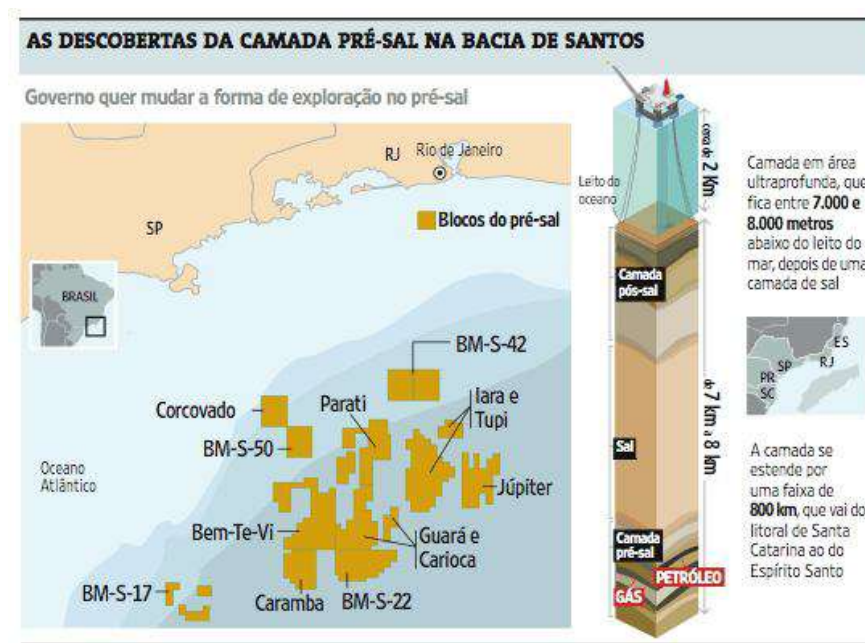 AS DESCOBERTAS DA CAMADA PRÉ-SAL NA BACIA DE SANTOS
Governo quer mudar a forma de exploração no pré-sal
RJ
Rio de Janeiro
SP
Blocos do pré-sal
BRASIL
BM-S-42
Corcovado
Parati
Iara e
Tupi
BM-S-50
Oceano
Atlântico
Júpiter
Bem-Te-Vi
Guará e
Carioca
BM-S-17
Caramba
BM-S-22
Leito do
oceano
cerca de 2 Km
Camada
pós-sal
Sal
de 7 km a 8 km
Camada
pré-sal
PETRÓLEO
GÁS
Camada em área
ultraprofunda, que
fica entre 7.000 e
8.000 metros
abaixo do leito do
mar, depois de uma
camada de sal
ES
SP
RJ
PR
SC
A camada se
estende por
uma faixa de
800 km, que vai do
litoral de Santa
Catarina ao do
Espírito Santo